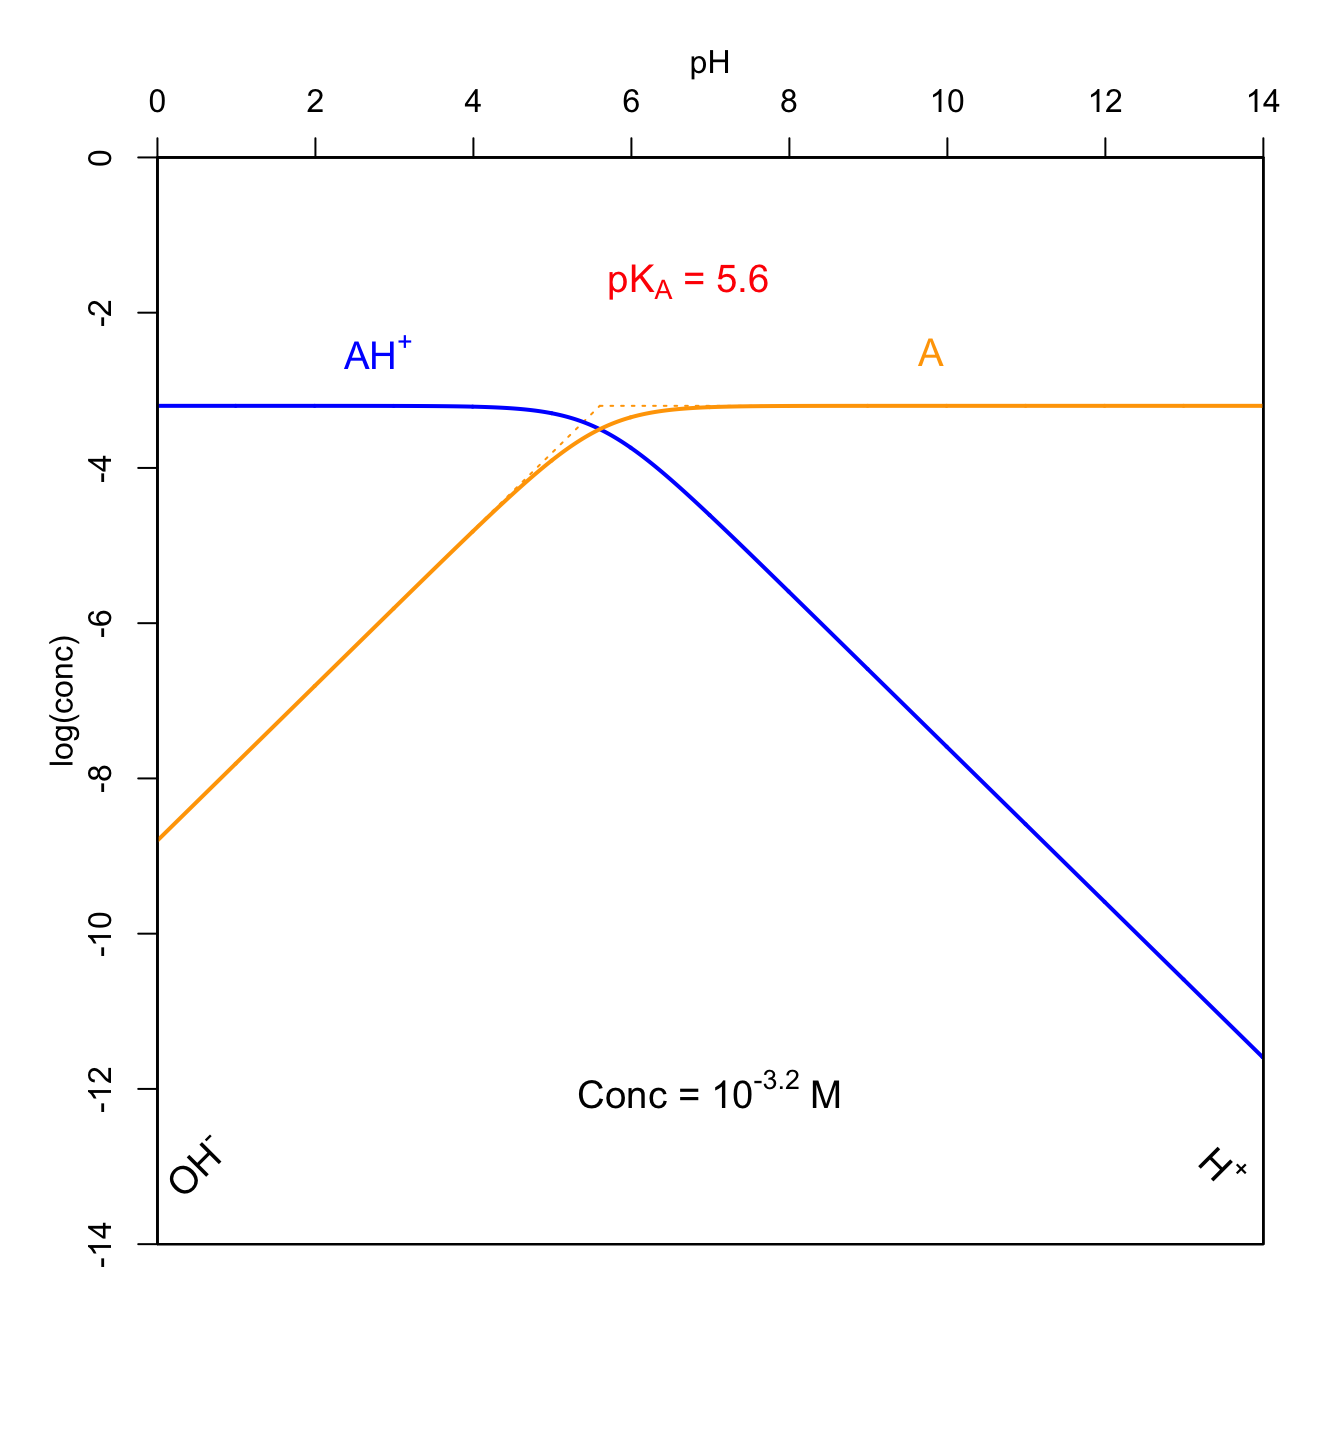 pH
0 2 4 6 8 10 12 14
0
-2
-4
-6
-8
-10
-12
-14
log(conc)
pK_A = 5.6
AH⁺
A
Conc = 10^-3.2 M
OH⁻
H⁺